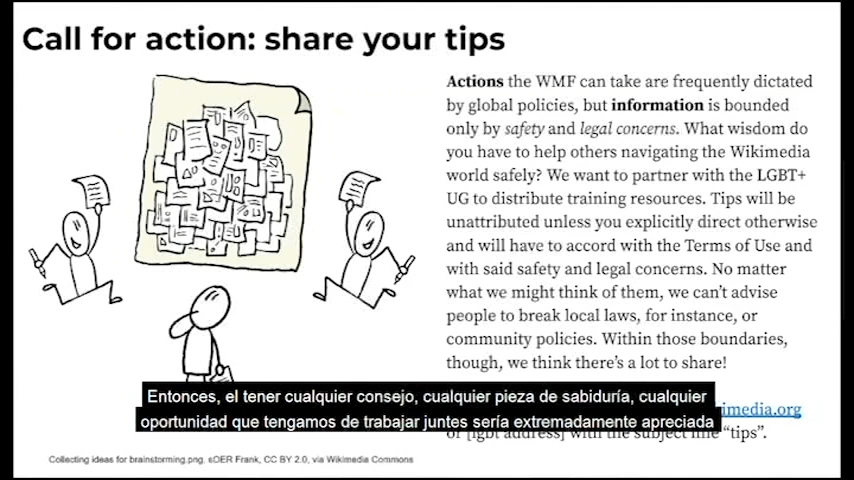 Call for action: share your tips
Actions the WMF can take are frequently dictated
by global policies, but information is bounded
only by safety and legal concerns. What wisdom do
you have to help others navigating the Wikimedia
world safely? We want to partner with the LGBT+
UG to distribute training resources. Tips will be
unattributed unless you explicitly direct otherwise
and will have to accord with the Terms of Use and
with said safety and legal concerns. No matter
what we might think of them, we can't advise
people to break local laws, for instance, or
community policies. Within those boundaries,
though, we think there's a lot to share!
imedia.org
or [lgbt address] with the subject line “tips”.
Entonces, el tener cualquier consejo, cualquier pieza de sabiduría, cualquier
oportunidad que tengamos de trabajar juntes sería extremadamente apreciada
Collecting ideas for brainstorming.png. ©OER Frank, CC BY 2.0, via Wikimedia Commons